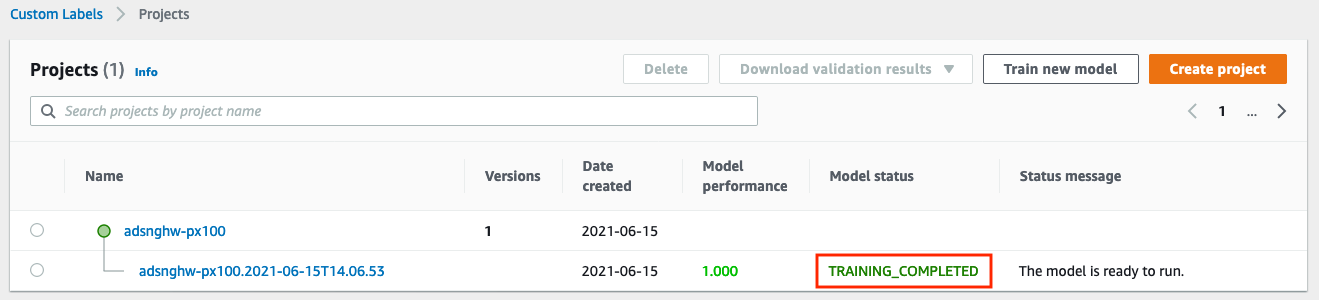 Custom Labels > Projects
Projects (1) Info
Delete
Download validation results
Train new model
Create project
Search projects by project name
1 ...
Name
Versions
Date created
Model performance
Model status
Status message
adsnghw-px100 1 2021-06-15
adsnghw-px100.2021-06-15T14.06.53 2021-06-15 1.000 TRAINING_COMPLETED The model is ready to run.